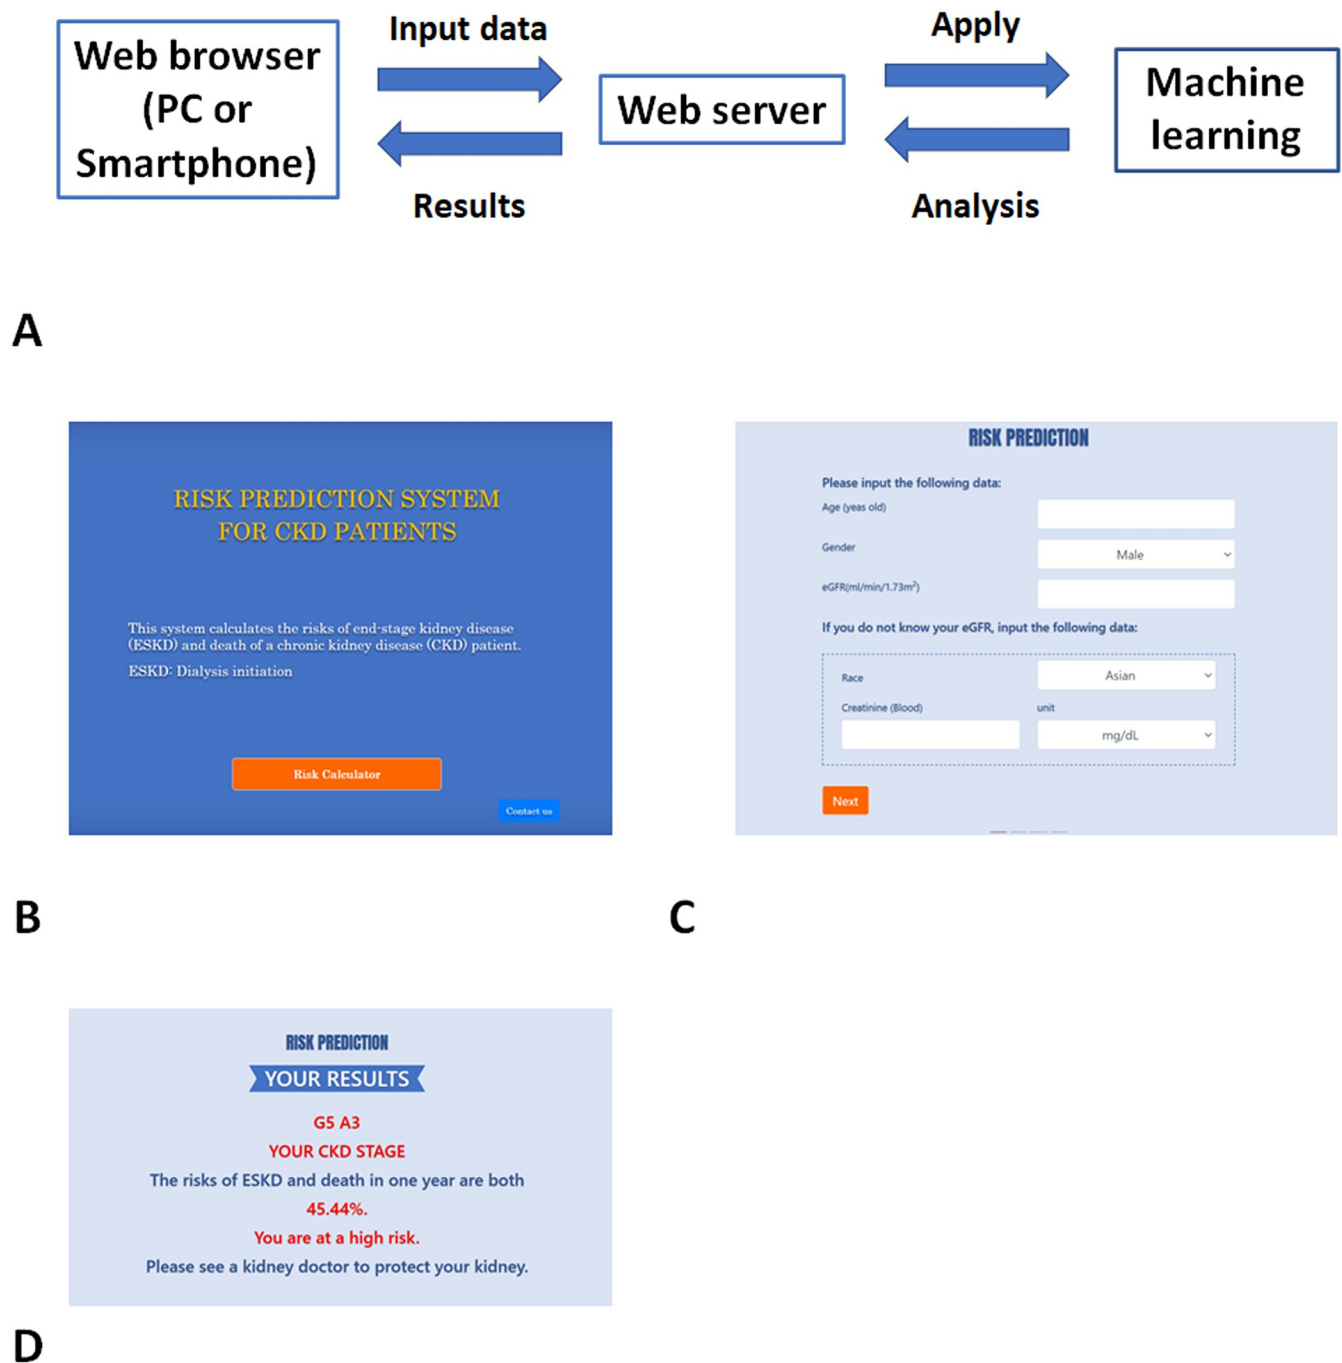 Web browser
(PC or
Smartphone)
Input data
Results
Web server
Apply
Analysis
Machine
learning
A
RISK PREDICTION SYSTEM
FOR CKD PATIENTS
This system calculates the risks of end-stage kidney disease
(ESKD) and death of a chronic kidney disease (CKD) patient.
ESKD: Dialysis initiation
Risk Calculator
Contact us
B
RISK PREDICTION
Please input the following data:
Age (yeas old)
Gender
Male
eGFR(ml/min/1.73m²)
If you do not know your eGFR, input the following data:
Race
Asian
Creatinine (Blood)
unit
mg/dL
Next
C
RISK PREDICTION
YOUR RESULTS
G5 A3
YOUR CKD STAGE
The risks of ESKD and death in one year are both
45.44%.
You are at a high risk.
Please see a kidney doctor to protect your kidney.
D